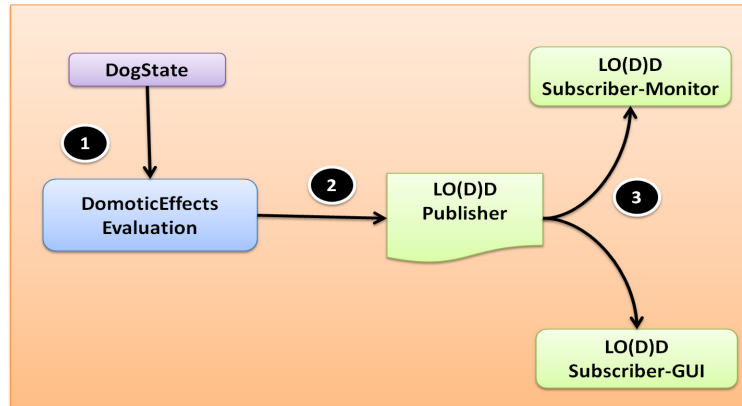 DogState
1
DomoticEffects
Evaluation
2
LO(D)D
Publisher
LO(D)D
Subscriber-Monitor
3
LO(D)D
Subscriber-GUI